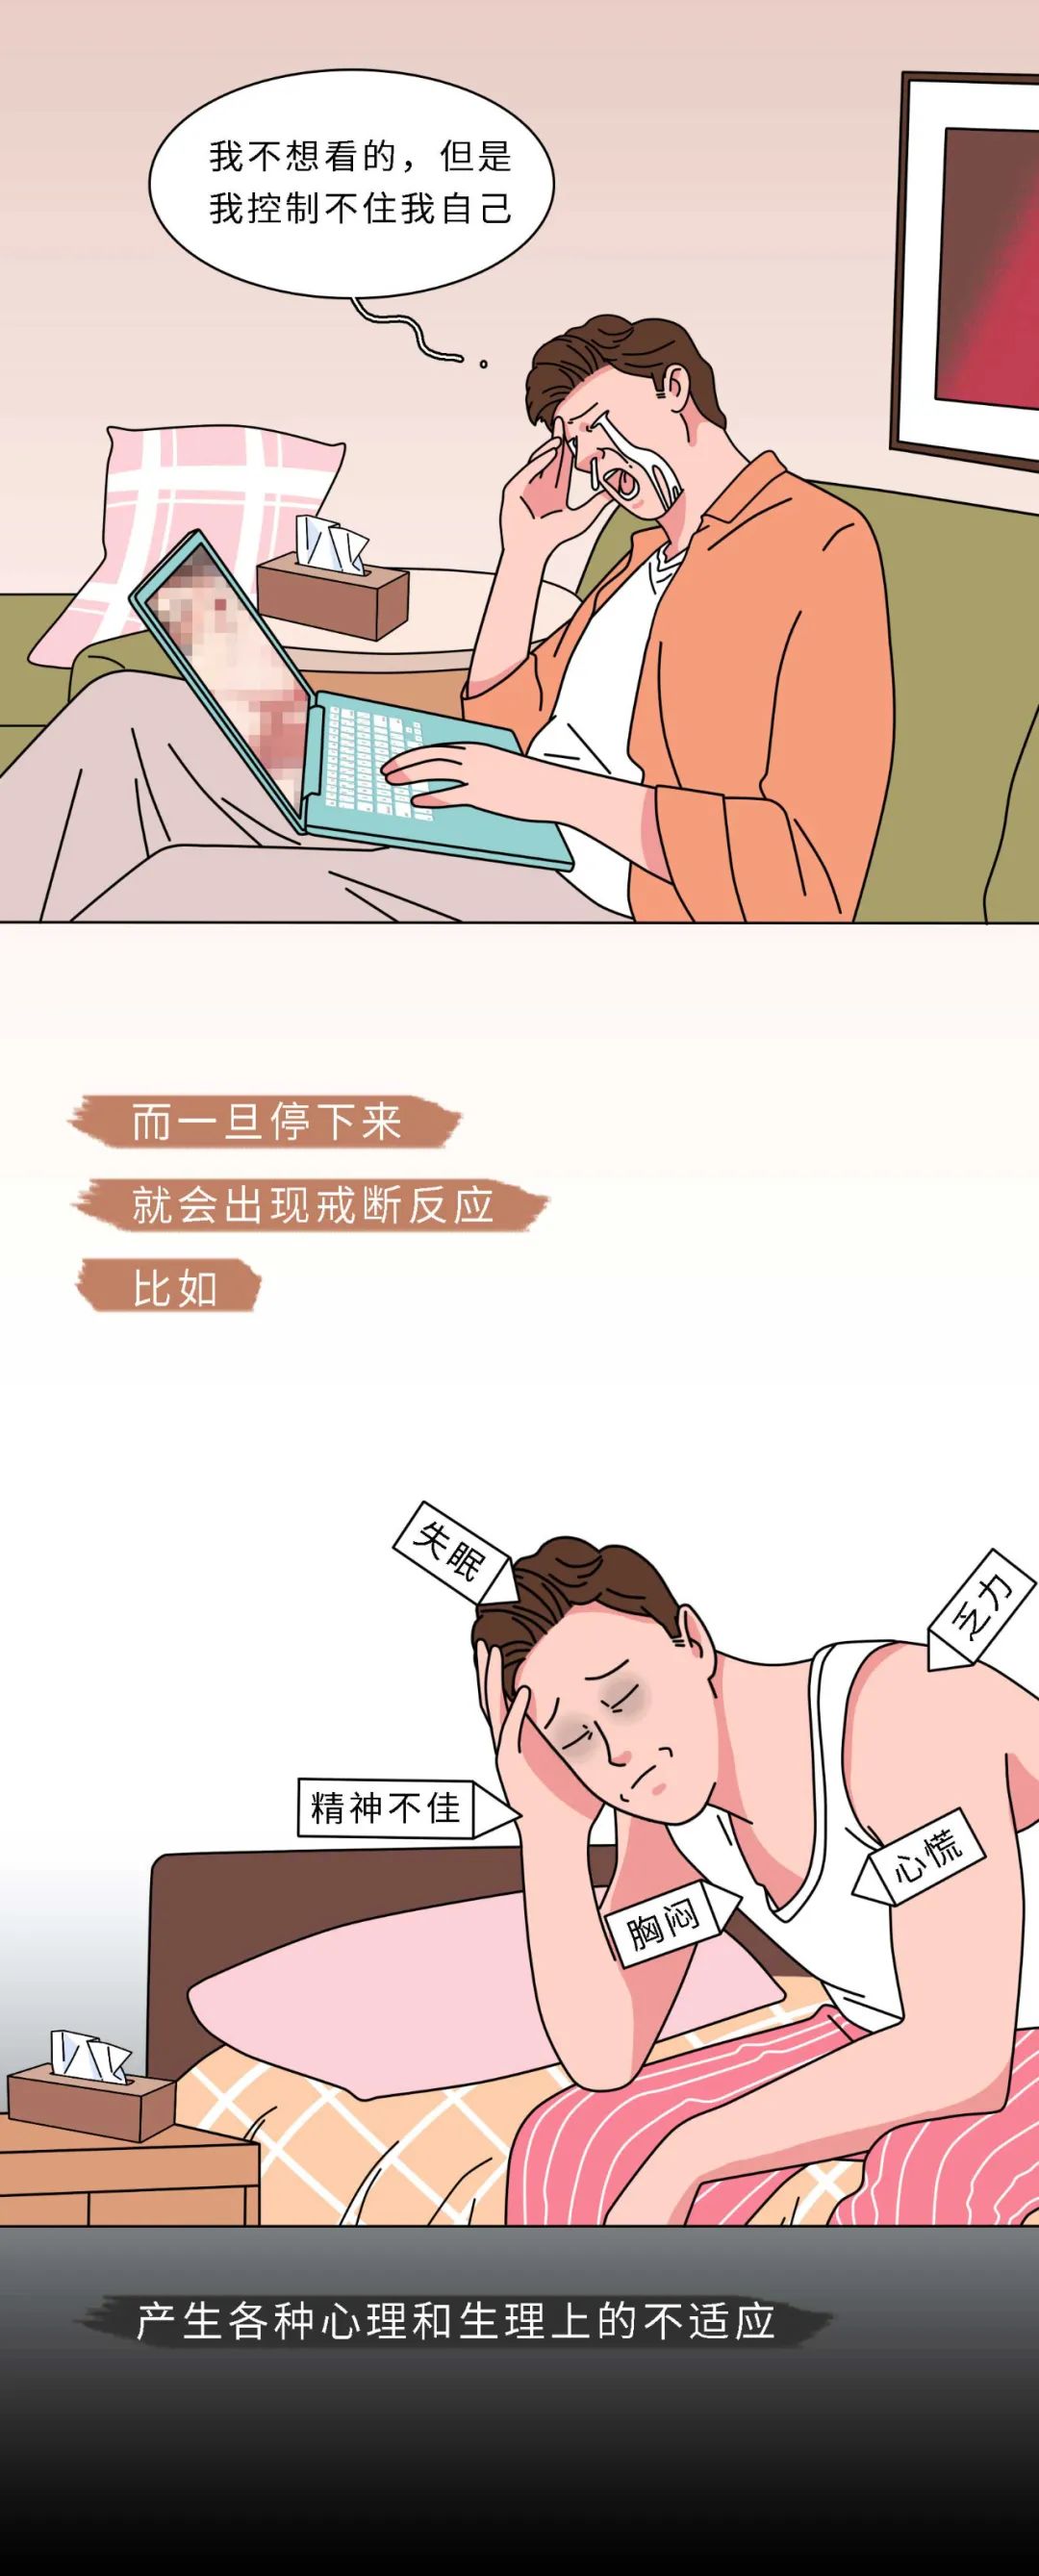 我不想看的，但是
我控制不住我自己
而一旦停下来
就会出现戒断反应
比如
失眠
乏力
精神不佳
心慌
胸闷
产生各种心理和生理上的不适应